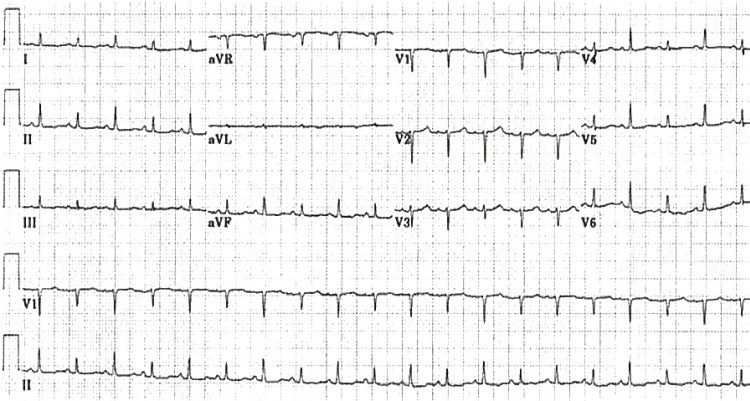 I aVR V1 V4
II aVL V2 V5
III aVF V3 V6
V1
II